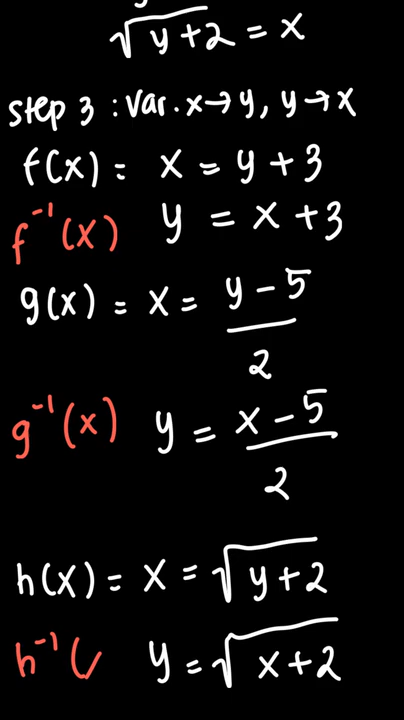 √y+2 = x
step 3 : var. x→y, y→x
f(x) = x = y + 3
f⁻¹(x) y = x + 3
g(x) = x = y - 5 / 2
g⁻¹(x) y = x - 5 / 2
h(x) = x = √y+2
h⁻¹( y = √x+2